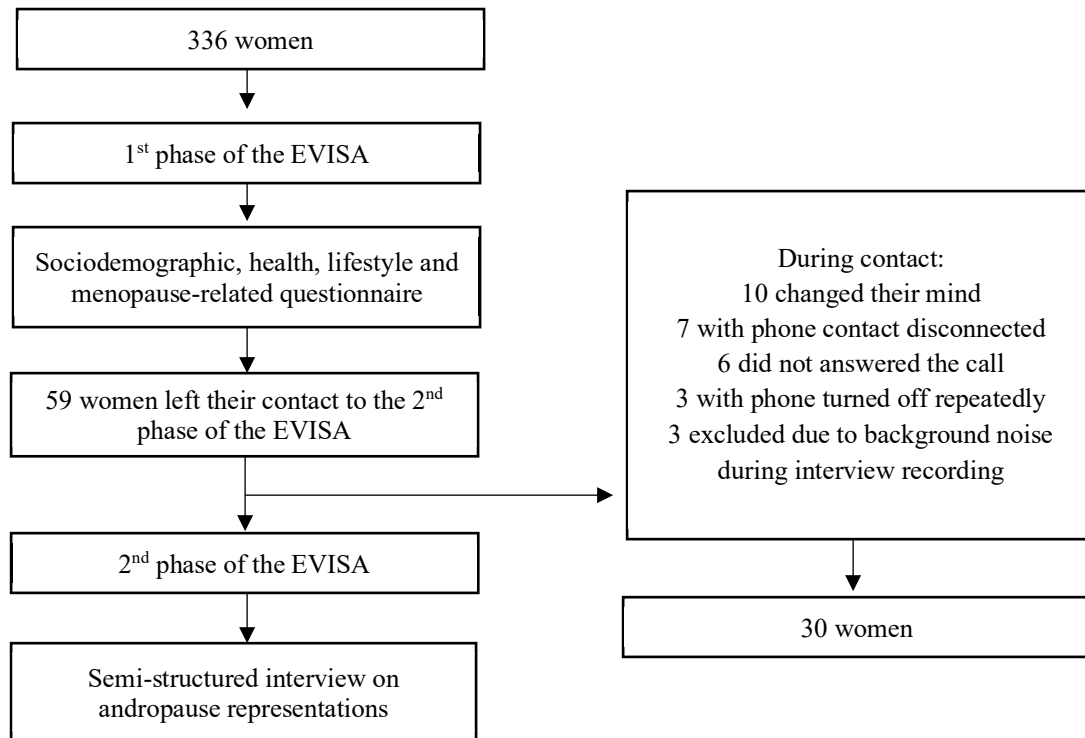 336 women
1st phase of the EVISA
Sociodemographic, health, lifestyle and
menopause-related questionnaire
59 women left their contact to the 2nd
phase of the EVISA
During contact:
10 changed their mind
7 with phone contact disconnected
6 did not answered the call
3 with phone turned off repeatedly
3 excluded due to background noise
during interview recording
2nd phase of the EVISA
30 women
Semi-structured interview on
andropause representations